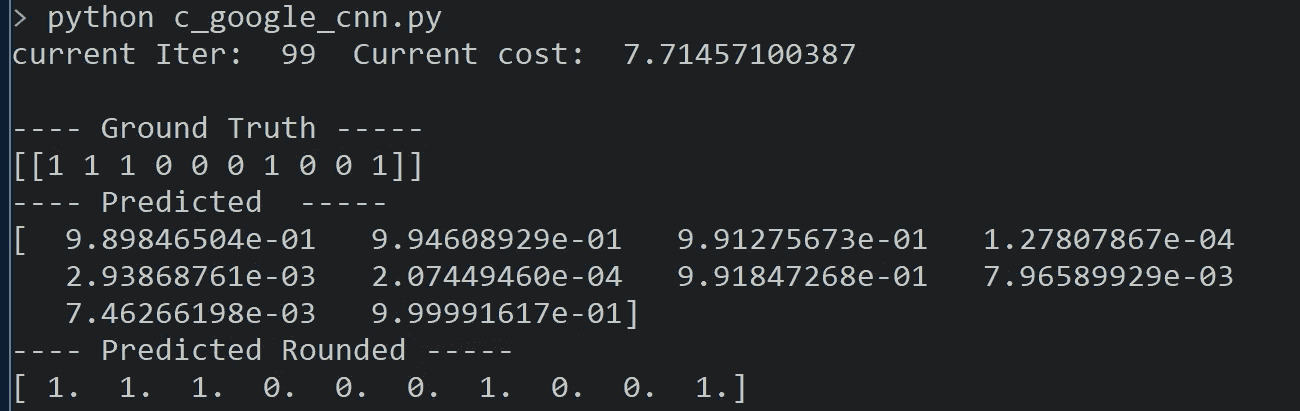 > python c_google_cnn.py
current Iter:  99  Current cost:  7.71457100387
---- Ground Truth -----
[[1 1 1 0 0 0 1 0 0 1]]
---- Predicted  -----
[  9.89846504e-01   9.94608929e-01   9.91275673e-01   1.27807867e-04
   2.93868761e-03   2.07449460e-04   9.91847268e-01   7.96589929e-03
   7.46266198e-03   9.99991617e-01]
---- Predicted Rounded -----
[ 1.  1.  1.  0.  0.  0.  1.  0.  0.  1.]